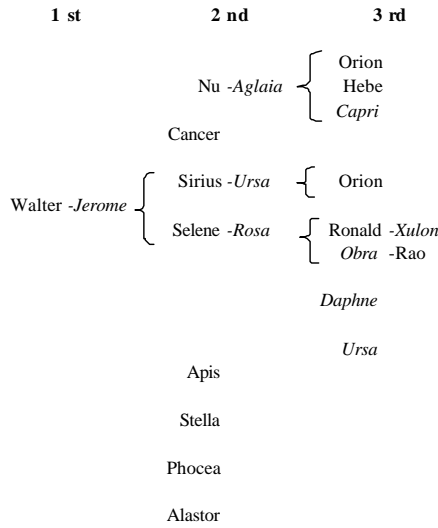 1 st 2 nd 3 rd
Orion
Nu -Aglaia Hebe
Capri
Cancer
Sirius -Ursa Orion
Walter -Jerome
Selene -Rosa Ronald -Xulon
Obra -Rao
Daphne
Ursa
Apis
Stella
Phocea
Alastor